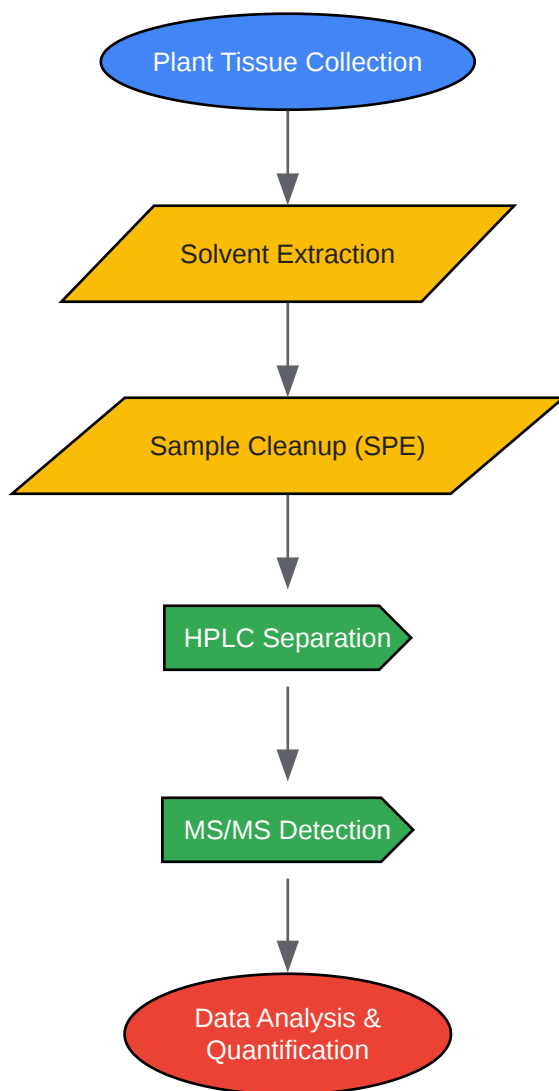 Plant Tissue Collection
Solvent Extraction
Sample Cleanup (SPE)
HPLC Separation
MS/MS Detection
Data Analysis &
Quantification